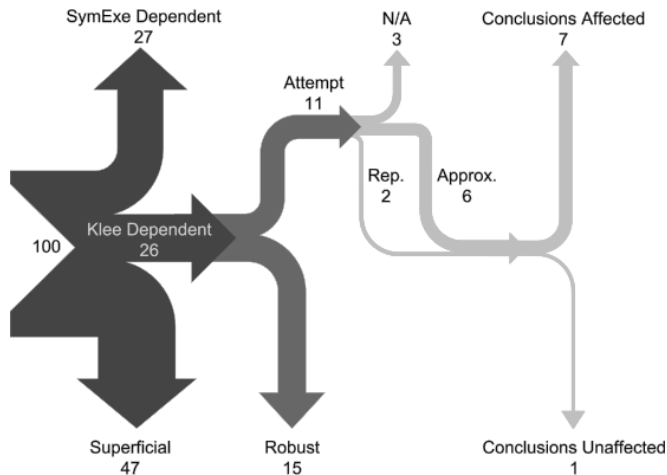 SymExe Dependent
27
N/A
3
Conclusions Affected
7
Attempt
11
Rep.
2
Approx.
6
100
Klee Dependent
26
Superficial
47
Robust
15
Conclusions Unaffected
1